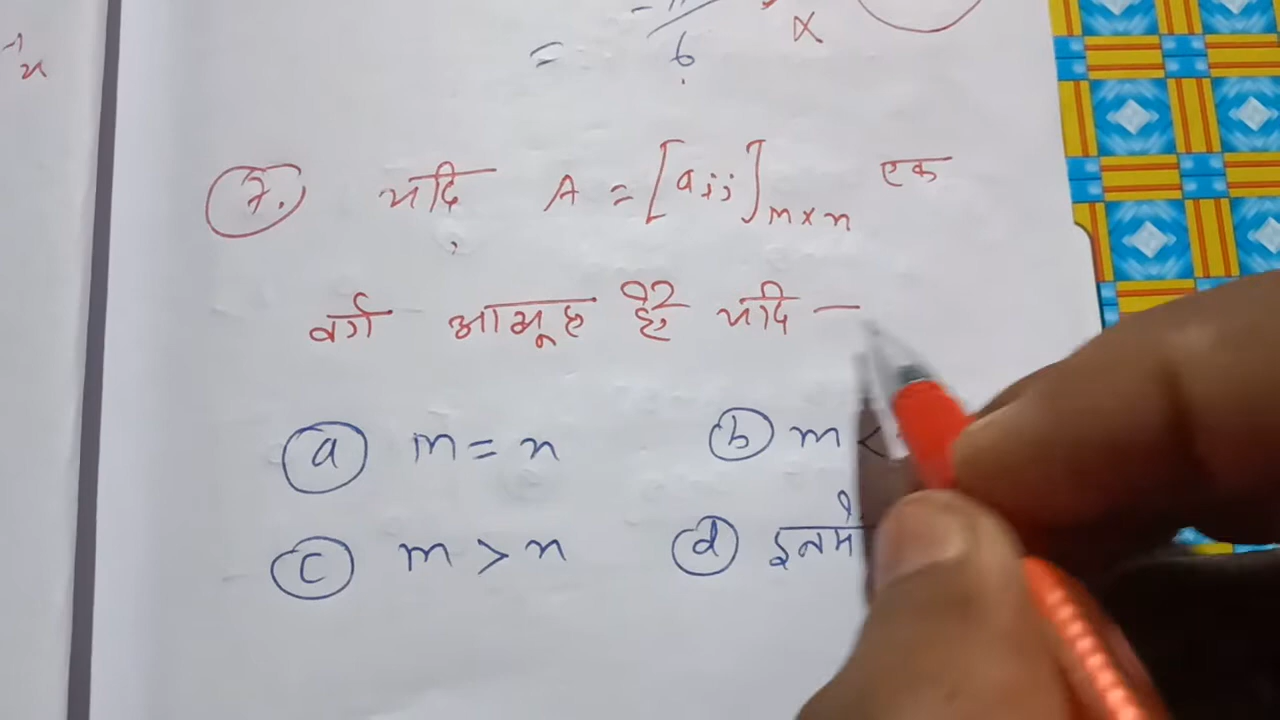 = 6
7. यदि A = [aij]m×n एक
वर्ग आव्यूह है यदि —
a m = n b m <
c m > n d इनमें